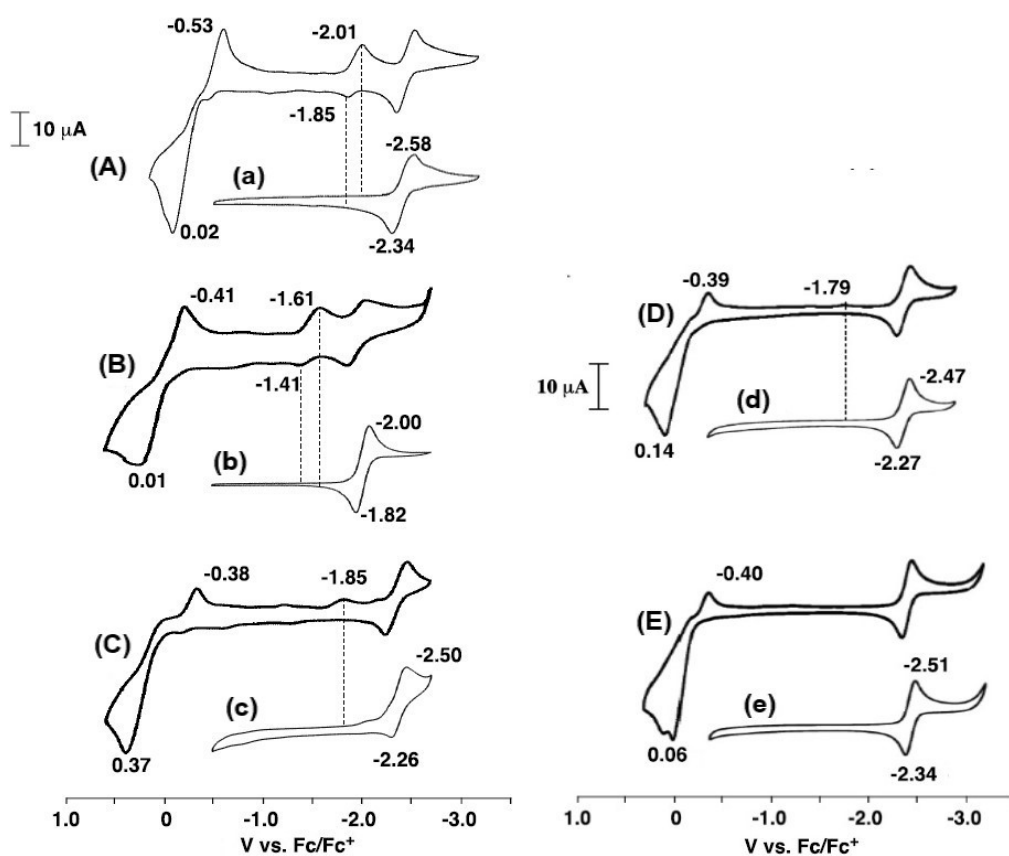 -0.53
-2.01
10 µA
-1.85
(A)
(a)
-2.58
0.02
-2.34
-0.41
-1.61
(B)
-1.41
-2.00
(b)
0.01
-1.82
-0.38
-1.85
(C)
-2.50
(c)
0.37
-2.26
1.0 0 -1.0 -2.0 -3.0
V vs. Fc/Fc+
-0.39
-1.79
(D)
10 µA
-2.47
(d)
0.14
-2.27
-0.40
(E)
-2.51
(e)
0.06
-2.34
1.0 0 -1.0 -2.0 -3.0
V vs. Fc/Fc+